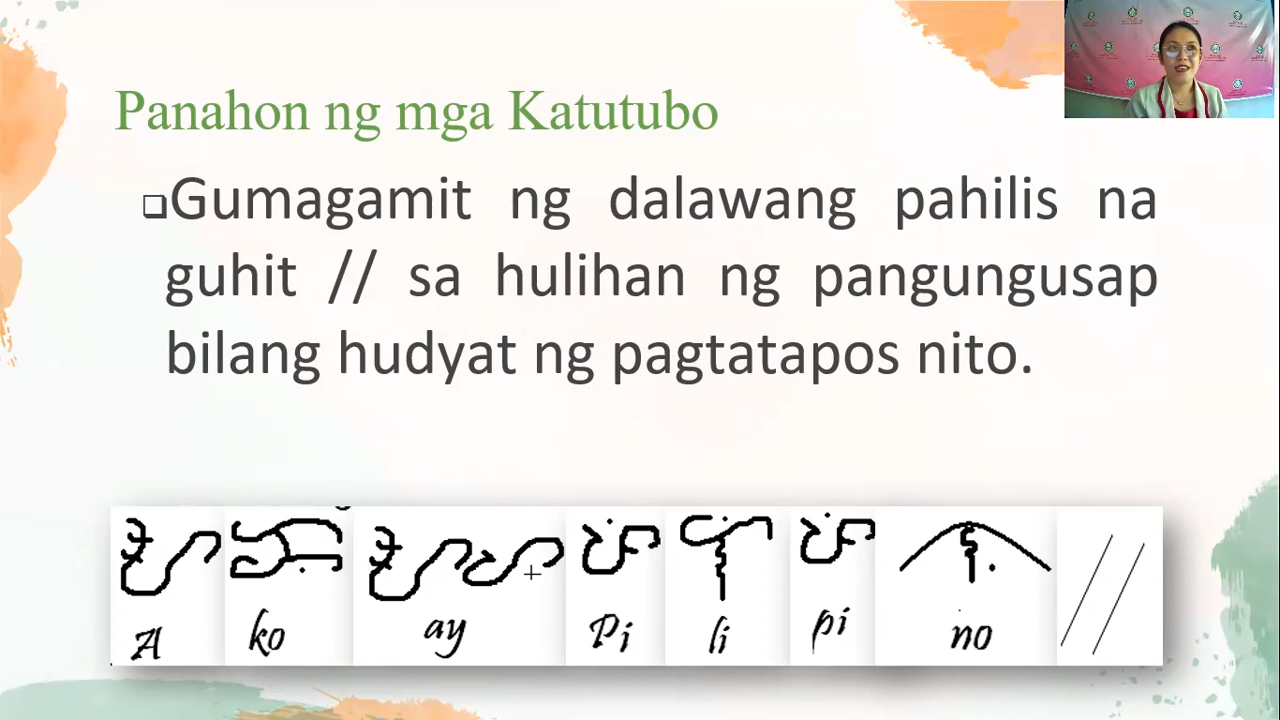 Panahon ng mga Katutubo
Gumagamit ng dalawang pahilis na
guhit // sa hulihan ng pangungusap
bilang hudyat ng pagtatapos nito.
ᜀ ᜃᜓ ᜀᜌ᜔ ᜉᜒ ᜎᜒ ᜉᜒ ᜈᜓ //
A ko ay Pi li pi no